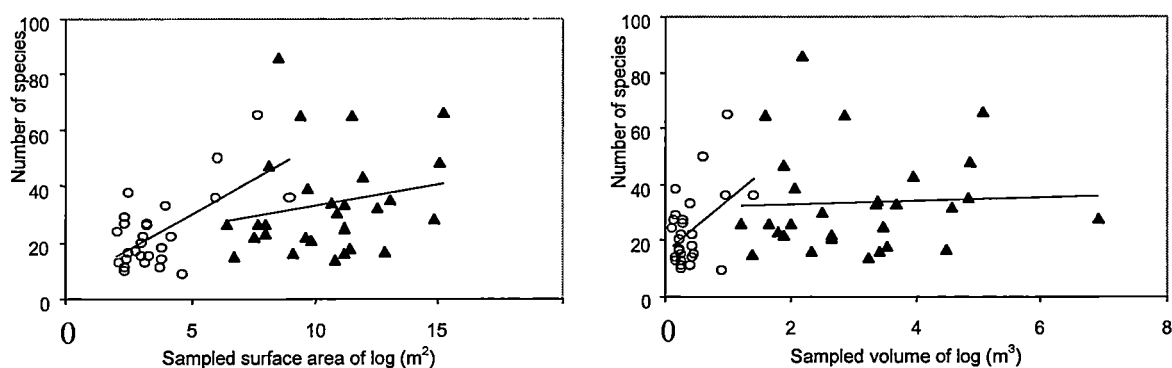 100
80
60
40
20
0
Number of species
0 5 10 15
Sampled surface area of log (m²)
100
80
60
40
20
0
Number of species
0 2 4 6 8
Sampled volume of log (m³)